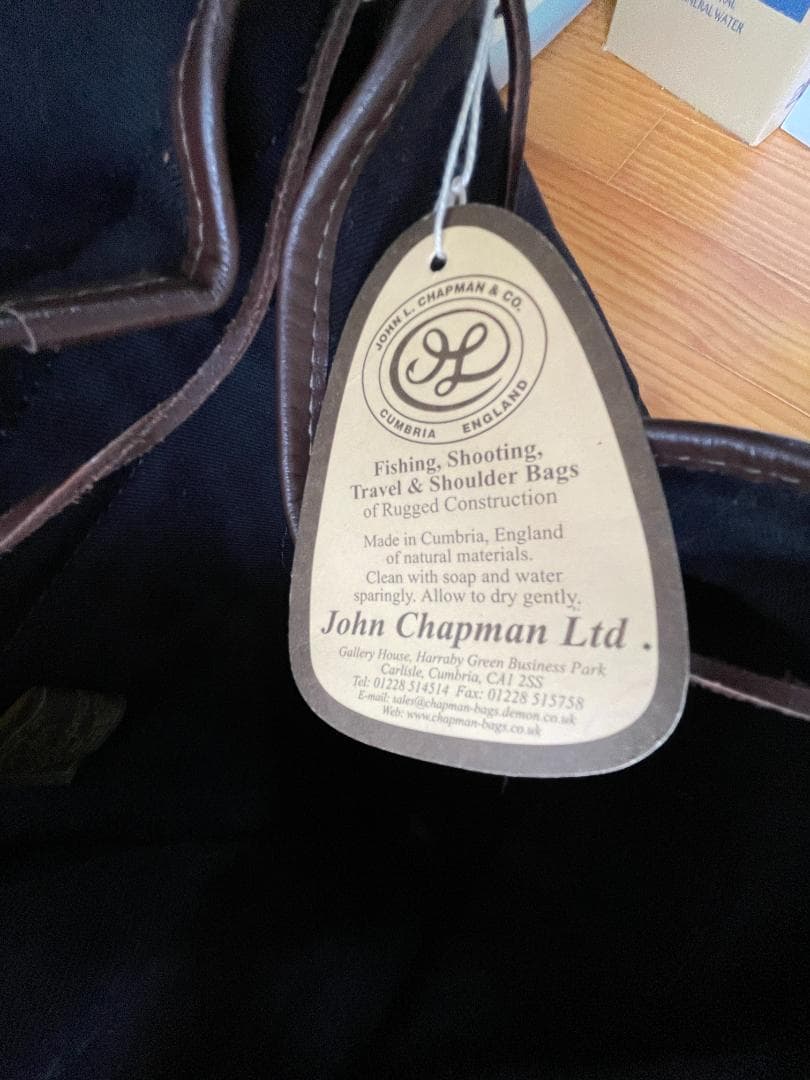 ERAL WATER
JOHN L. CHAPMAN & CO.
CUMBRIA ENGLAND
Fishing, Shooting,
Travel & Shoulder Bags
of Rugged Construction
Made in Cumbria, England
of natural materials.
Clean with soap and water
sparingly. Allow to dry gently.
John Chapman Ltd .
Gallery House, Harraby Green Business Park
Carlisle, Cumbria, CA1 2SS
Tel: 01228 514514 Fax: 01228 515758
E-mail: sales@chapman-bags.demon.co.uk
Web: www.chapman-bags.co.uk